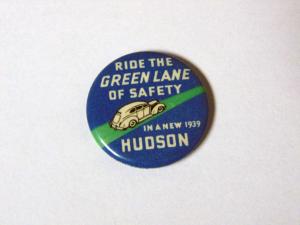 RIDE THE
GREEN LANE
OF SAFETY
IN A NEW 1939
HUDSON